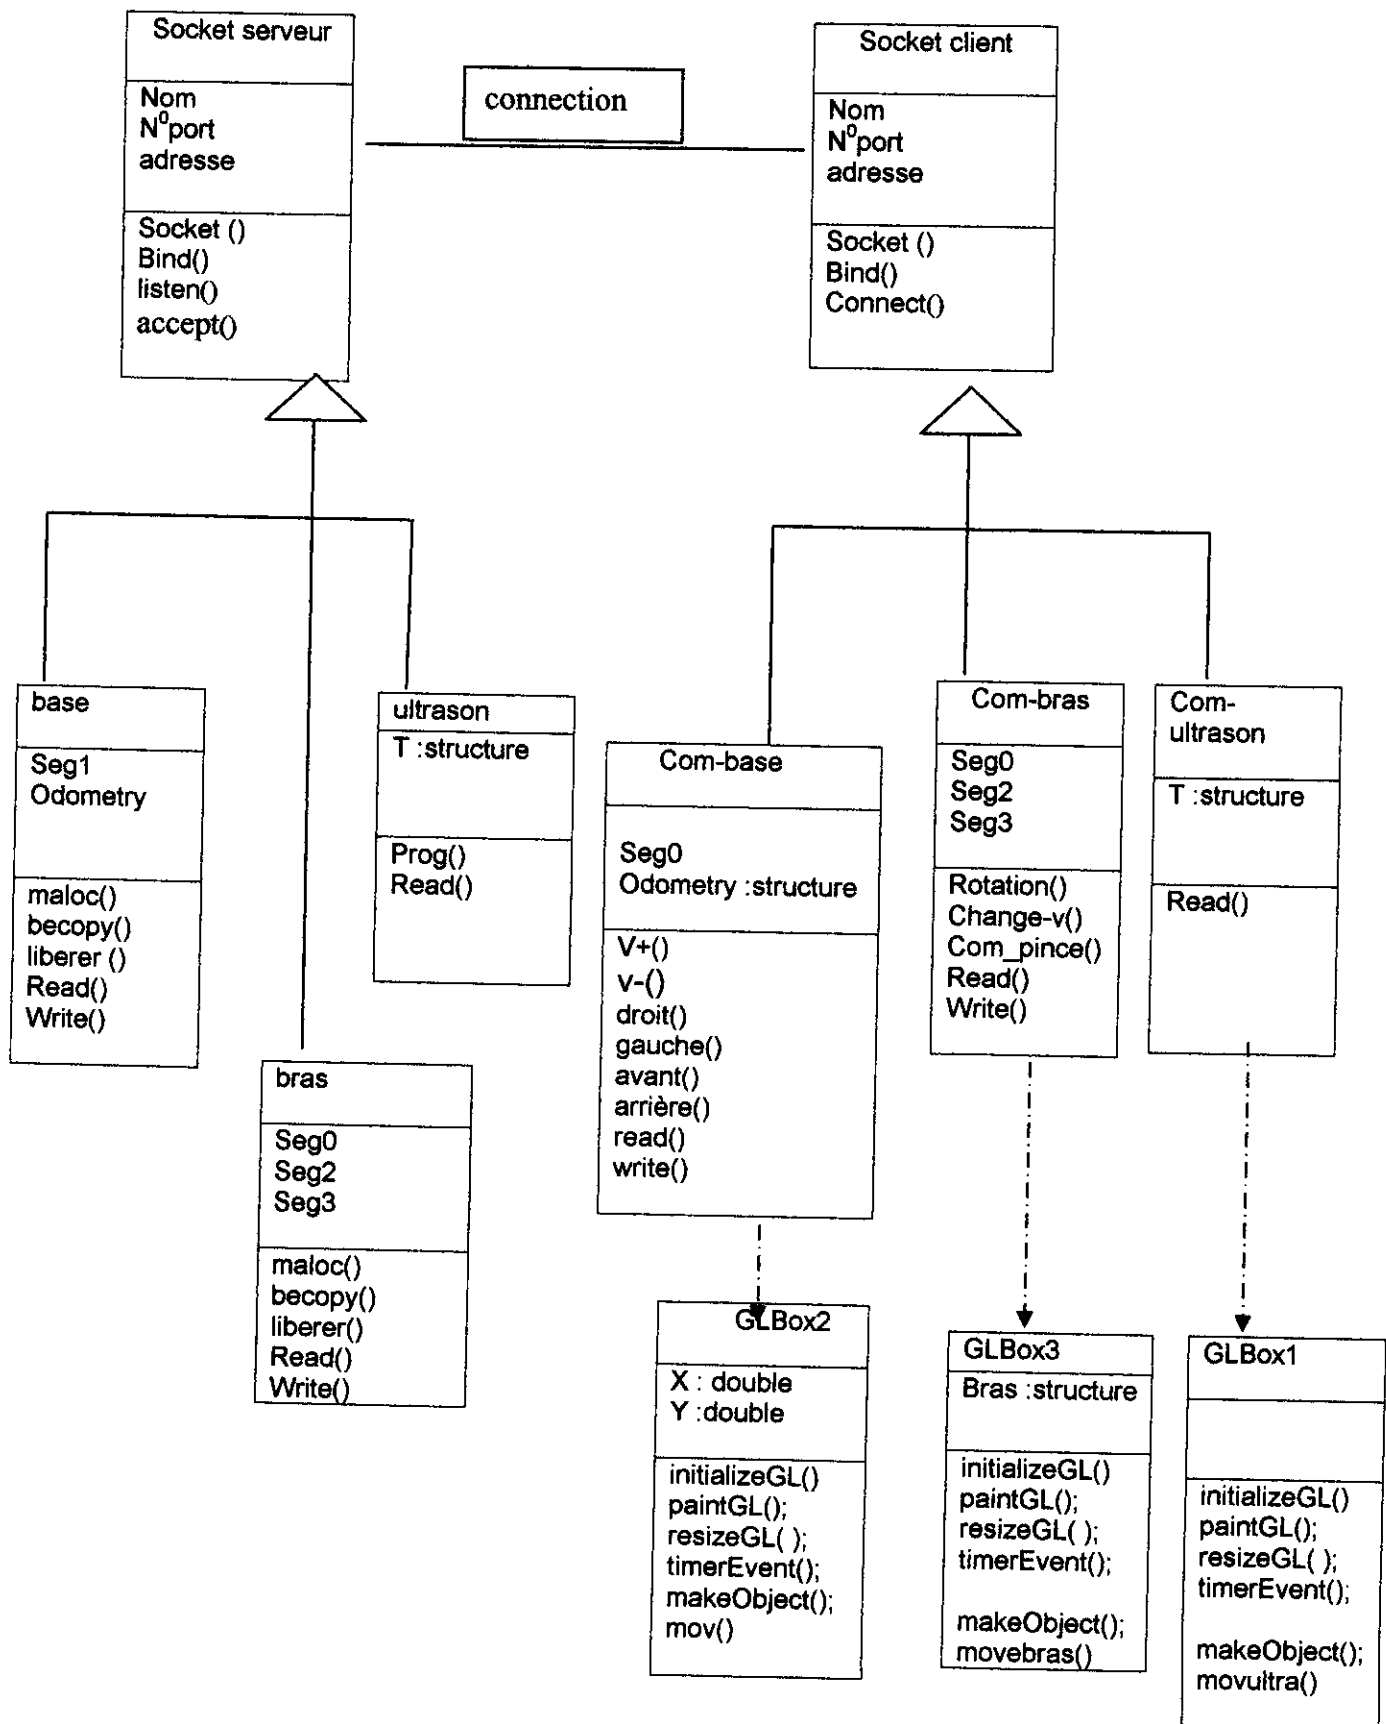 Socket serveur
Nom
N⁰port
adresse
Socket ()
Bind()
listen()
accept()
connection
Socket client
Nom
N⁰port
adresse
Socket ()
Bind()
Connect()
base
Seg1
Odometry
maloc()
becopy()
liberer ()
Read()
Write()
ultrason
T :structure
Prog()
Read()
bras
Seg0
Seg2
Seg3
maloc()
becopy()
liberer()
Read()
Write()
Com-base
Seg0
Odometry :structure
V+()
v-()
droit()
gauche()
avant()
arrière()
read()
write()
Com-bras
Seg0
Seg2
Seg3
Rotation()
Change-v()
Com_pince()
Read()
Write()
Com-
ultrason
T :structure
Read()
GLBox2
X : double
Y :double
initializeGL()
paintGL();
resizeGL( );
timerEvent();
makeObject();
mov()
GLBox3
Bras :structure
initializeGL()
paintGL();
resizeGL( );
timerEvent();
makeObject();
movebras()
GLBox1
initializeGL()
paintGL();
resizeGL( );
timerEvent();
makeObject();
movultra()